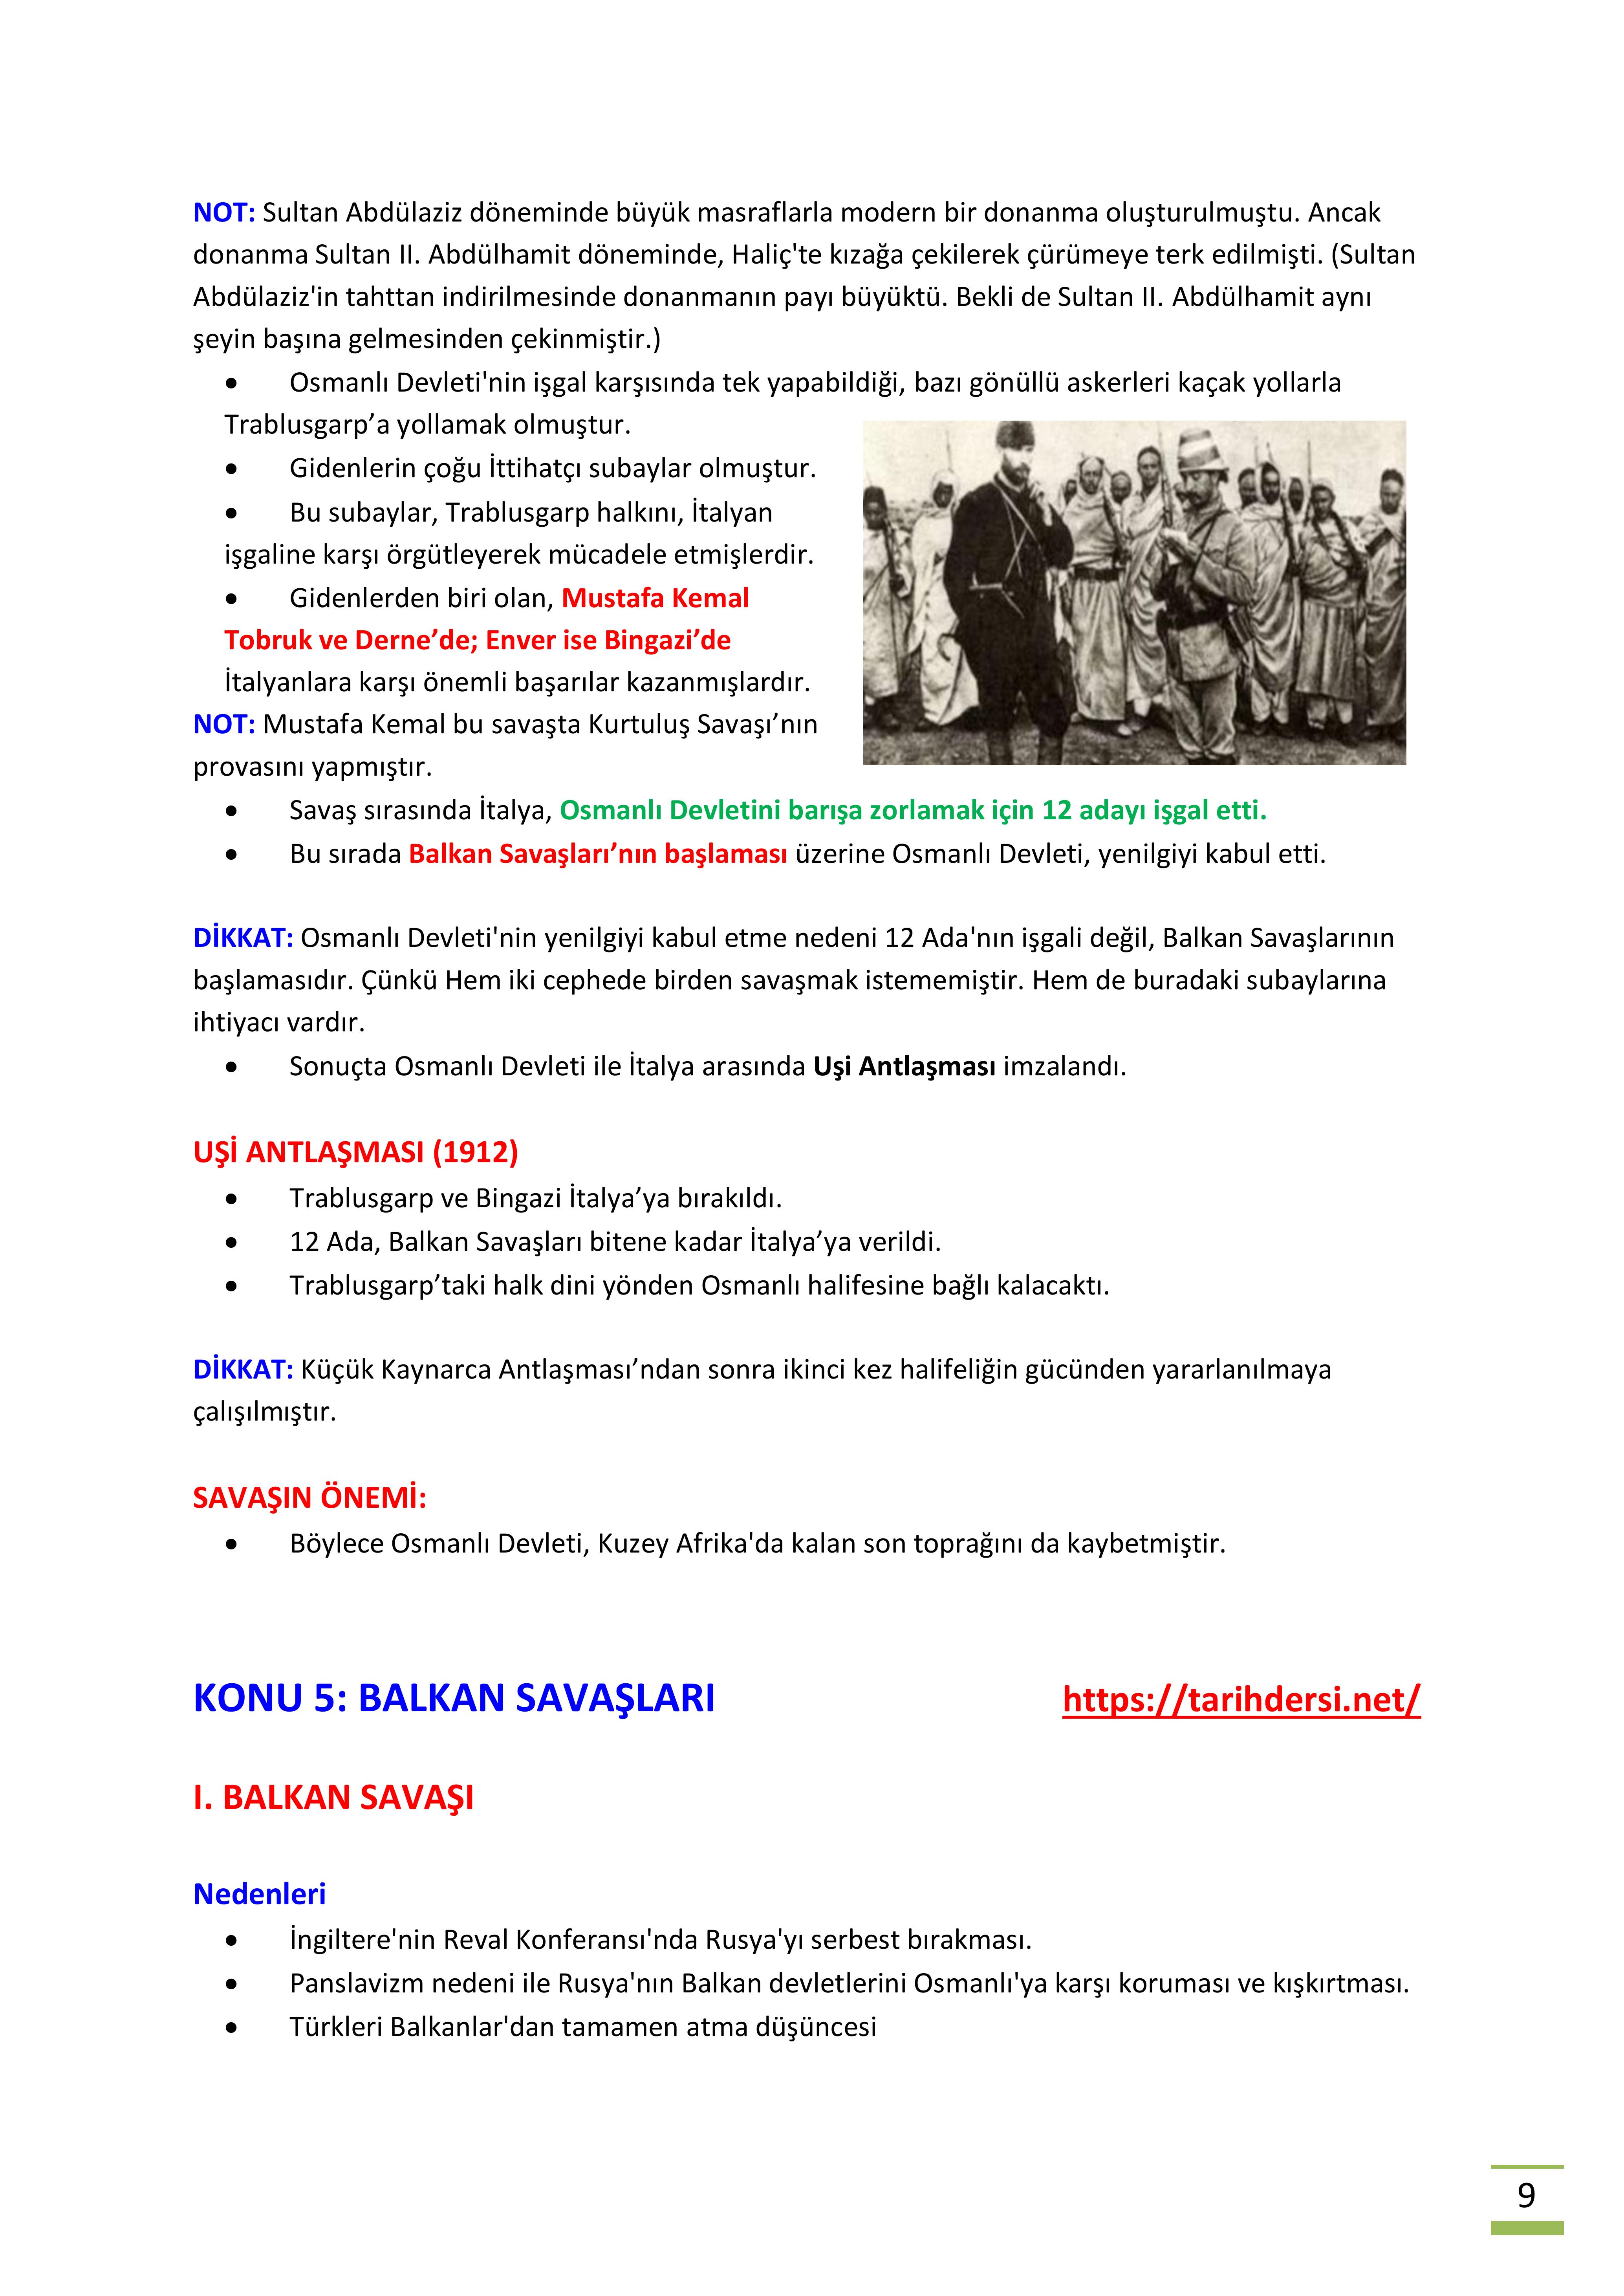 NOT: Sultan Abdülaziz döneminde büyük masraflarla modern bir donanma oluşturulmuştu. Ancak
donanma Sultan II. Abdülhamit döneminde, Haliç'te kızağa çekilerek çürümeye terk edilmişti. (Sultan
Abdülaziz'in tahttan indirilmesinde donanmanın payı büyüktü. Bekli de Sultan II. Abdülhamit aynı
şeyin başına gelmesinden çekinmiştir.)
• Osmanlı Devleti'nin işgal karşısında tek yapabildiği, bazı gönüllü askerleri kaçak yollarla
Trablusgarp’a yollamak olmuştur.
• Gidenlerin çoğu İttihatçı subaylar olmuştur.
• Bu subaylar, Trablusgarp halkını, İtalyan
işgaline karşı örgütleyerek mücadele etmişlerdir.
• Gidenlerden biri olan, Mustafa Kemal
Tobruk ve Derne’de; Enver ise Bingazi’de
İtalyanlara karşı önemli başarılar kazanmışlardır.
NOT: Mustafa Kemal bu savaşta Kurtuluş Savaşı’nın
provasını yapmıştır.
• Savaş sırasında İtalya, Osmanlı Devletini barışa zorlamak için 12 adayı işgal etti.
• Bu sırada Balkan Savaşları’nın başlaması üzerine Osmanlı Devleti, yenilgiyi kabul etti.
DİKKAT: Osmanlı Devleti'nin yenilgiyi kabul etme nedeni 12 Ada'nın işgali değil, Balkan Savaşlarının
başlamasıdır. Çünkü Hem iki cephede birden savaşmak istememiştir. Hem de buradaki subaylarına
ihtiyacı vardır.
• Sonuçta Osmanlı Devleti ile İtalya arasında Uşi Antlaşması imzalandı.
UŞİ ANTLAŞMASI (1912)
• Trablusgarp ve Bingazi İtalya’ya bırakıldı.
• 12 Ada, Balkan Savaşları bitene kadar İtalya’ya verildi.
• Trablusgarp’taki halk dini yönden Osmanlı halifesine bağlı kalacaktı.
DİKKAT: Küçük Kaynarca Antlaşması’ndan sonra ikinci kez halifeliğin gücünden yararlanılmaya
çalışılmıştır.
SAVAŞIN ÖNEMİ:
• Böylece Osmanlı Devleti, Kuzey Afrika'da kalan son toprağını da kaybetmiştir.
KONU 5: BALKAN SAVAŞLARI https://tarihdersi.net/
I. BALKAN SAVAŞI
Nedenleri
• İngiltere'nin Reval Konferansı'nda Rusya'yı serbest bırakması.
• Panslavizm nedeni ile Rusya'nın Balkan devletlerini Osmanlı'ya karşı koruması ve kışkırtması.
• Türkleri Balkanlar'dan tamamen atma düşüncesi
9